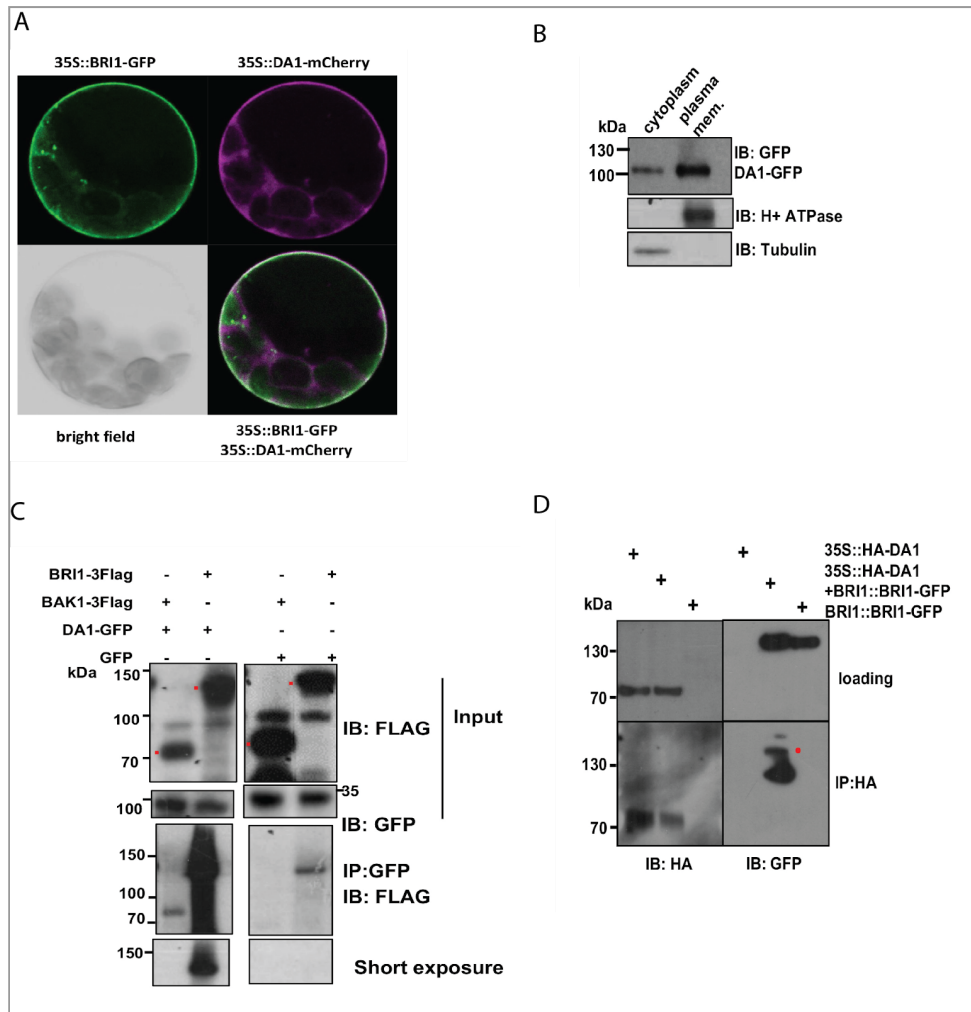 A
35S::BRI1-GFP 35S::DA1-mCherry
bright field 35S::BRI1-GFP
35S::DA1-mCherry
B
cytoplasm plasma mem.
kDa
130 IB: GFP
100 DA1-GFP
IB: H+ ATPase
IB: Tubulin
C
BRI1-3Flag - + - +
BAK1-3Flag + - + -
DA1-GFP + + - -
GFP - - + +
kDa
150
100
70
IB: FLAG
Input
100 35
IB: GFP
150
100
70
IP:GFP
IB: FLAG
150
Short exposure
D
+ + 35S::HA-DA1
+ + 35S::HA-DA1
+BRI1::BRI1-GFP
+ + BRI1::BRI1-GFP
kDa
130
70
loading
130
70
IP:HA
IB: HA IB: GFP